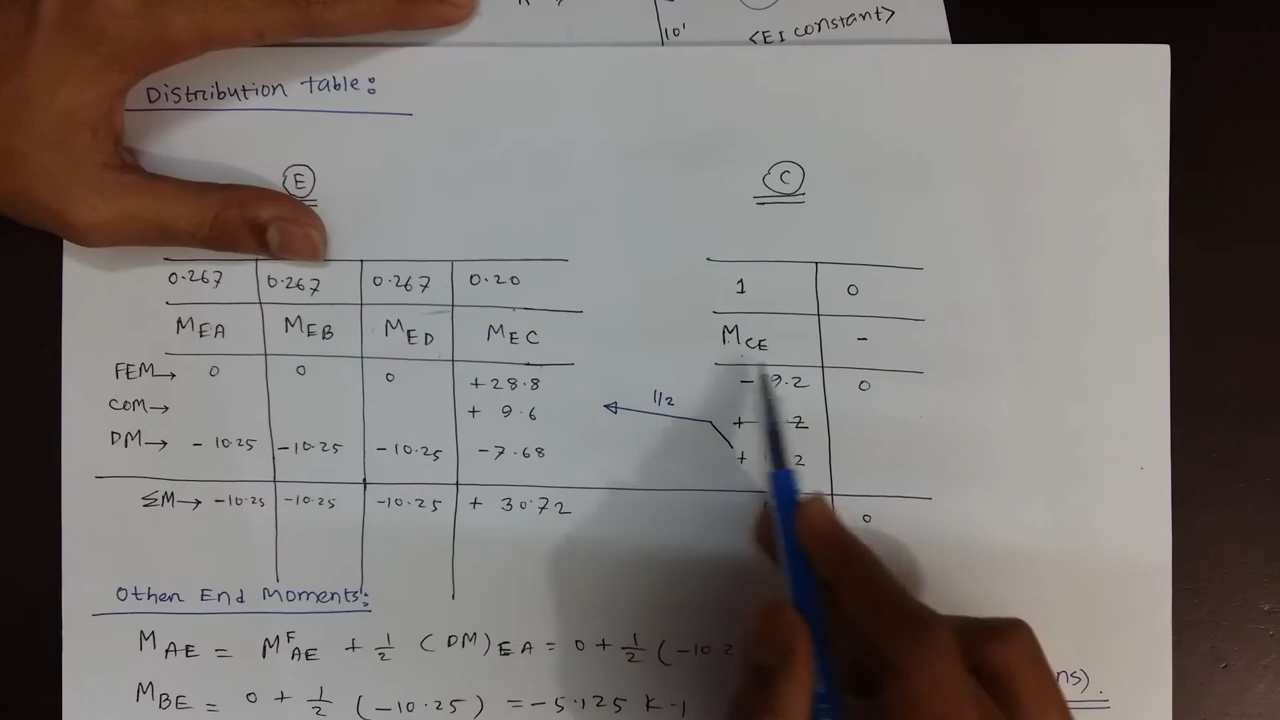 10' <EI constant>
Distribution table:
E C
0.267 0.267 0.267 0.20 1 0
MEA MEB MED MEC MCE -
FEM→ 0 0 0 +28.8 0
COM→ + 9.6 1/2
DM→ -10.25 -10.25 -10.25 -7.68
ΣM→ -10.25 -10.25 -10.25 + 30.72 0
Other End Moments:
MAE = MᶠAE + 1/2 (DM)EA = 0 + 1/2 (-10.2
MBE = 0 + 1/2 (-10.25) = -5.125 K-1
ns).